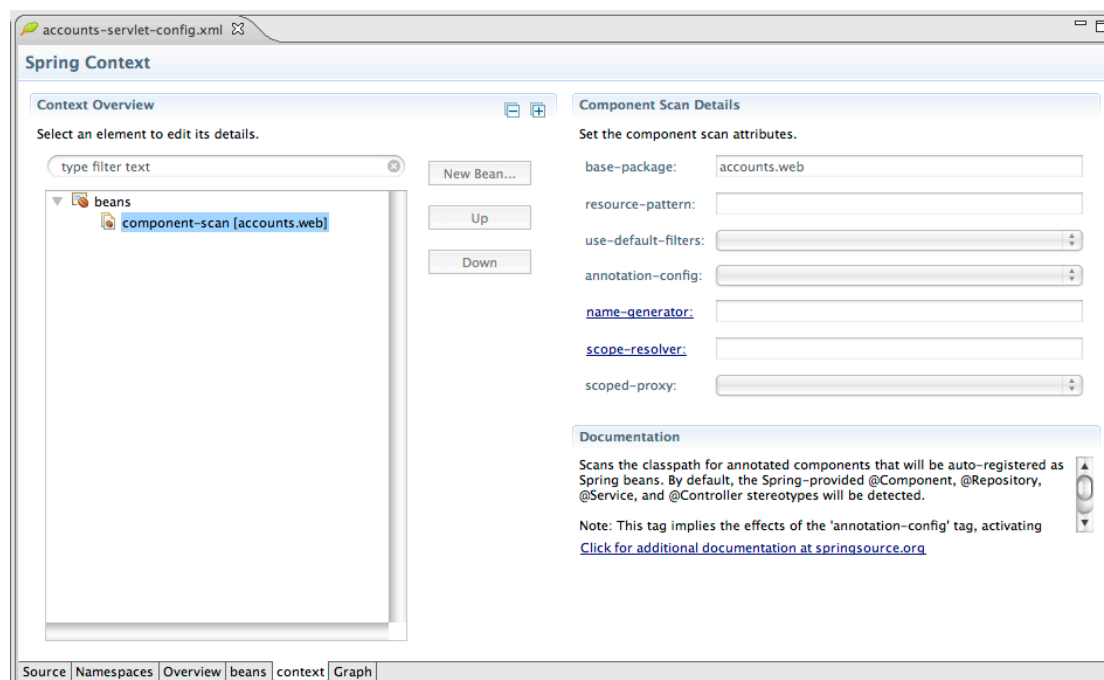 accounts-servlet-config.xml
Spring Context
Context Overview
Select an element to edit its details.
type filter text
beans
component-scan [accounts.web]
New Bean...
Up
Down
Component Scan Details
Set the component scan attributes.
base-package: accounts.web
resource-pattern:
use-default-filters:
annotation-config:
name-generator:
scope-resolver:
scoped-proxy:
Documentation
Scans the classpath for annotated components that will be auto-registered as
Spring beans. By default, the Spring-provided @Component, @Repository,
@Service, and @Controller stereotypes will be detected.
Note: This tag implies the effects of the 'annotation-config' tag, activating
Click for additional documentation at springsource.org
Source Namespaces Overview beans context Graph